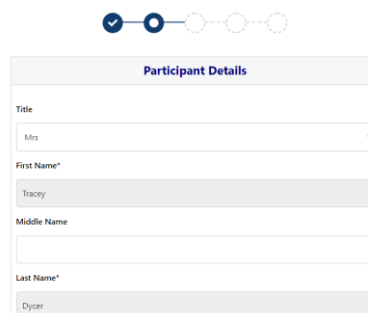 Participant Details
Title
Mrs
First Name*
Tracey
Middle Name
Last Name*
Dycer